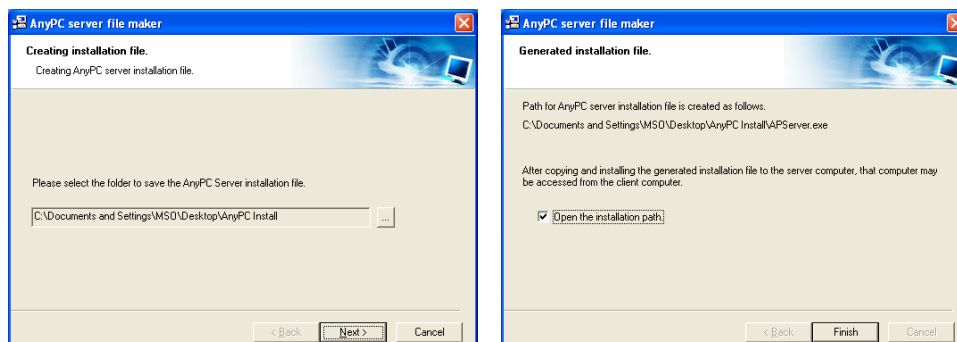 AnyPC server file maker
Creating installation file.
Creating AnyPC server installation file.
Please select the folder to save the AnyPC Server installation file.
C:\Documents and Settings\MSO\Desktop\AnyPC Install
...
< Back
Next >
Cancel
AnyPC server file maker
Generated installation file.
Path for AnyPC server installation file is created as follows.
C:\Documents and Settings\MSO\Desktop\AnyPC Install\APServer.exe
After copying and installing the generated installation file to the server computer, that computer may
be accessed from the client computer.
Open the installation path.
< Back
Finish
Cancel